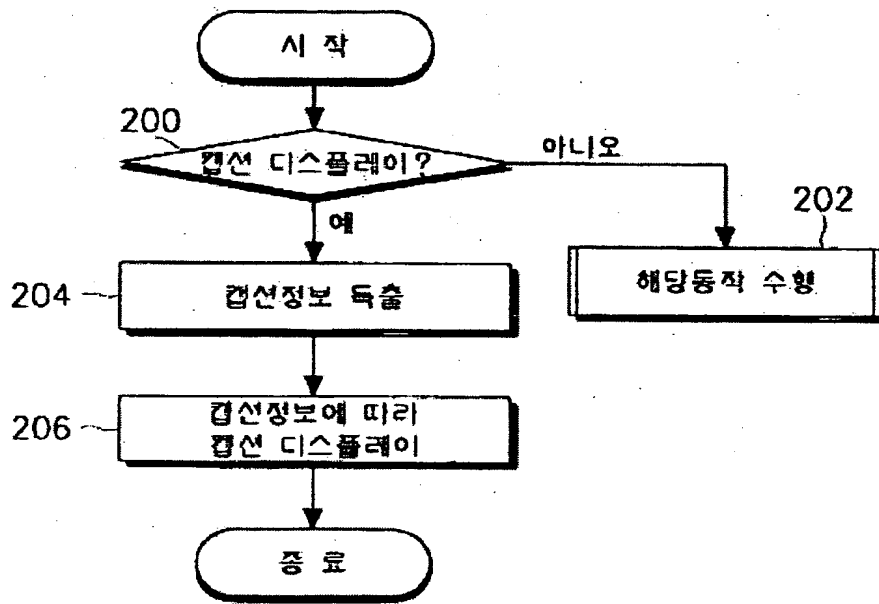 시 작
200
캡션 디스플레이?
아니오
예
202
해당동작 수행
204
캡션정보 독출
206
캡션정보에 따라
캡션 디스플레이
종 료